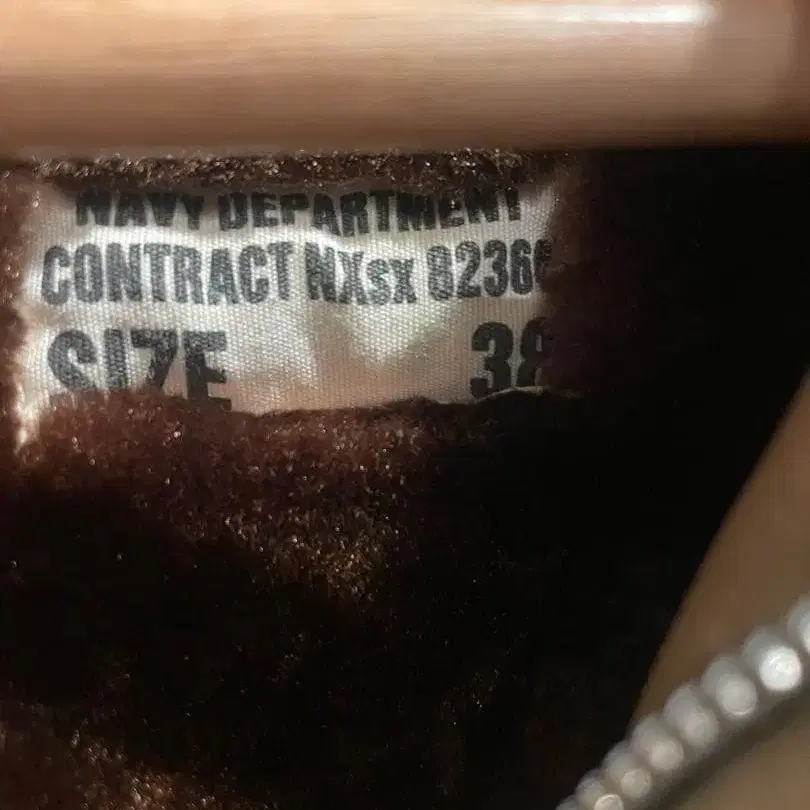 NAVY DEPARTMENT
CONTRACT NXsx 8236
SIZE 38